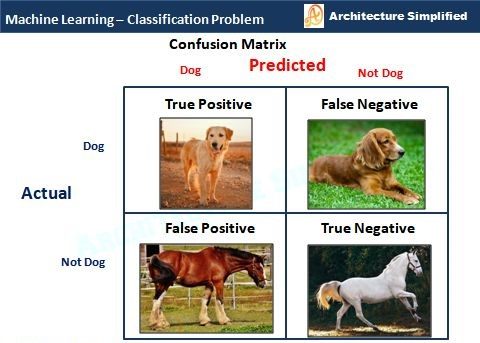 Machine Learning – Classification Problem
Architecture Simplified
Confusion Matrix
Predicted
Dog
Not Dog
True Positive
False Negative
Dog
Actual
False Positive
True Negative
Not Dog